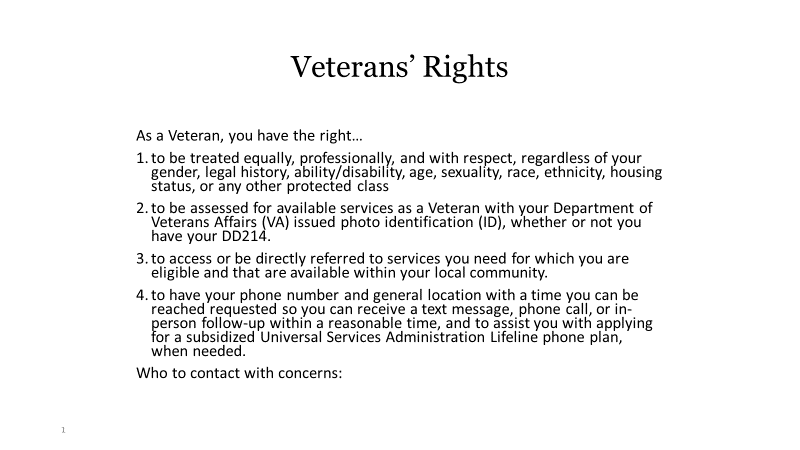 Veterans’ Rights
As a Veteran, you have the right…
1. to be treated equally, professionally, and with respect, regardless of your
gender, legal history, ability/disability, age, sexuality, race, ethnicity, housing
status, or any other protected class
2. to be assessed for available services as a Veteran with your Department of
Veterans Affairs (VA) issued photo identification (ID), whether or not you
have your DD214.
3. to access or be directly referred to services you need for which you are
eligible and that are available within your local community.
4. to have your phone number and general location with a time you can be
reached requested so you can receive a text message, phone call, or in-
person follow-up within a reasonable time, and to assist you with applying
for a subsidized Universal Services Administration Lifeline phone plan,
when needed.
Who to contact with concerns:
1